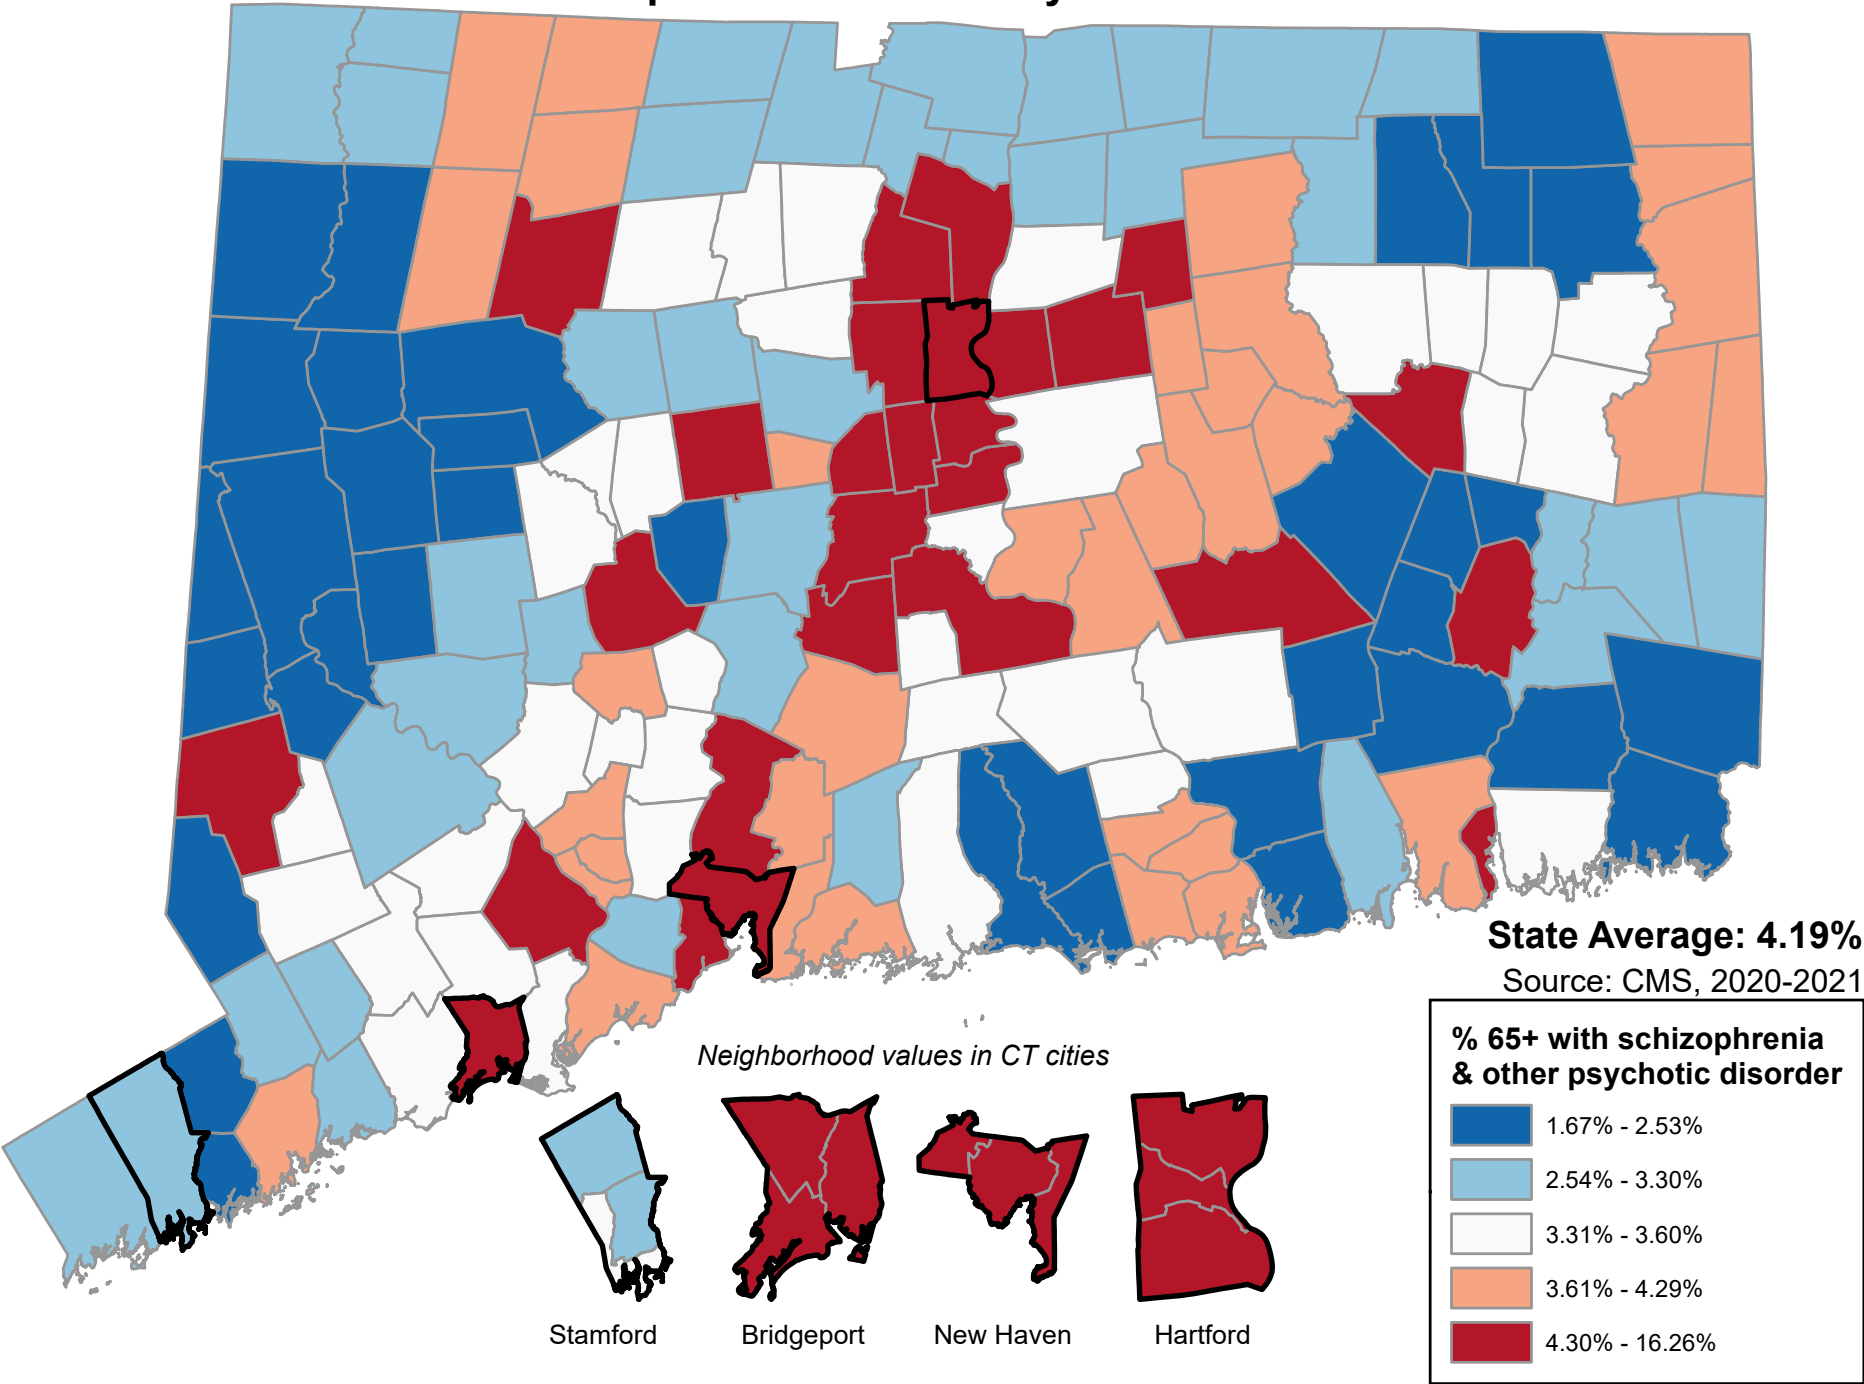 State Average: 4.19%
Source: CMS, 2020-2021
% 65+ with schizophrenia
& other psychotic disorder
1.67% - 2.53%
2.54% - 3.30%
3.31% - 3.60%
3.61% - 4.29%
4.30% - 16.26%
Neighborhood values in CT cities
Stamford
Bridgeport
New Haven
Hartford